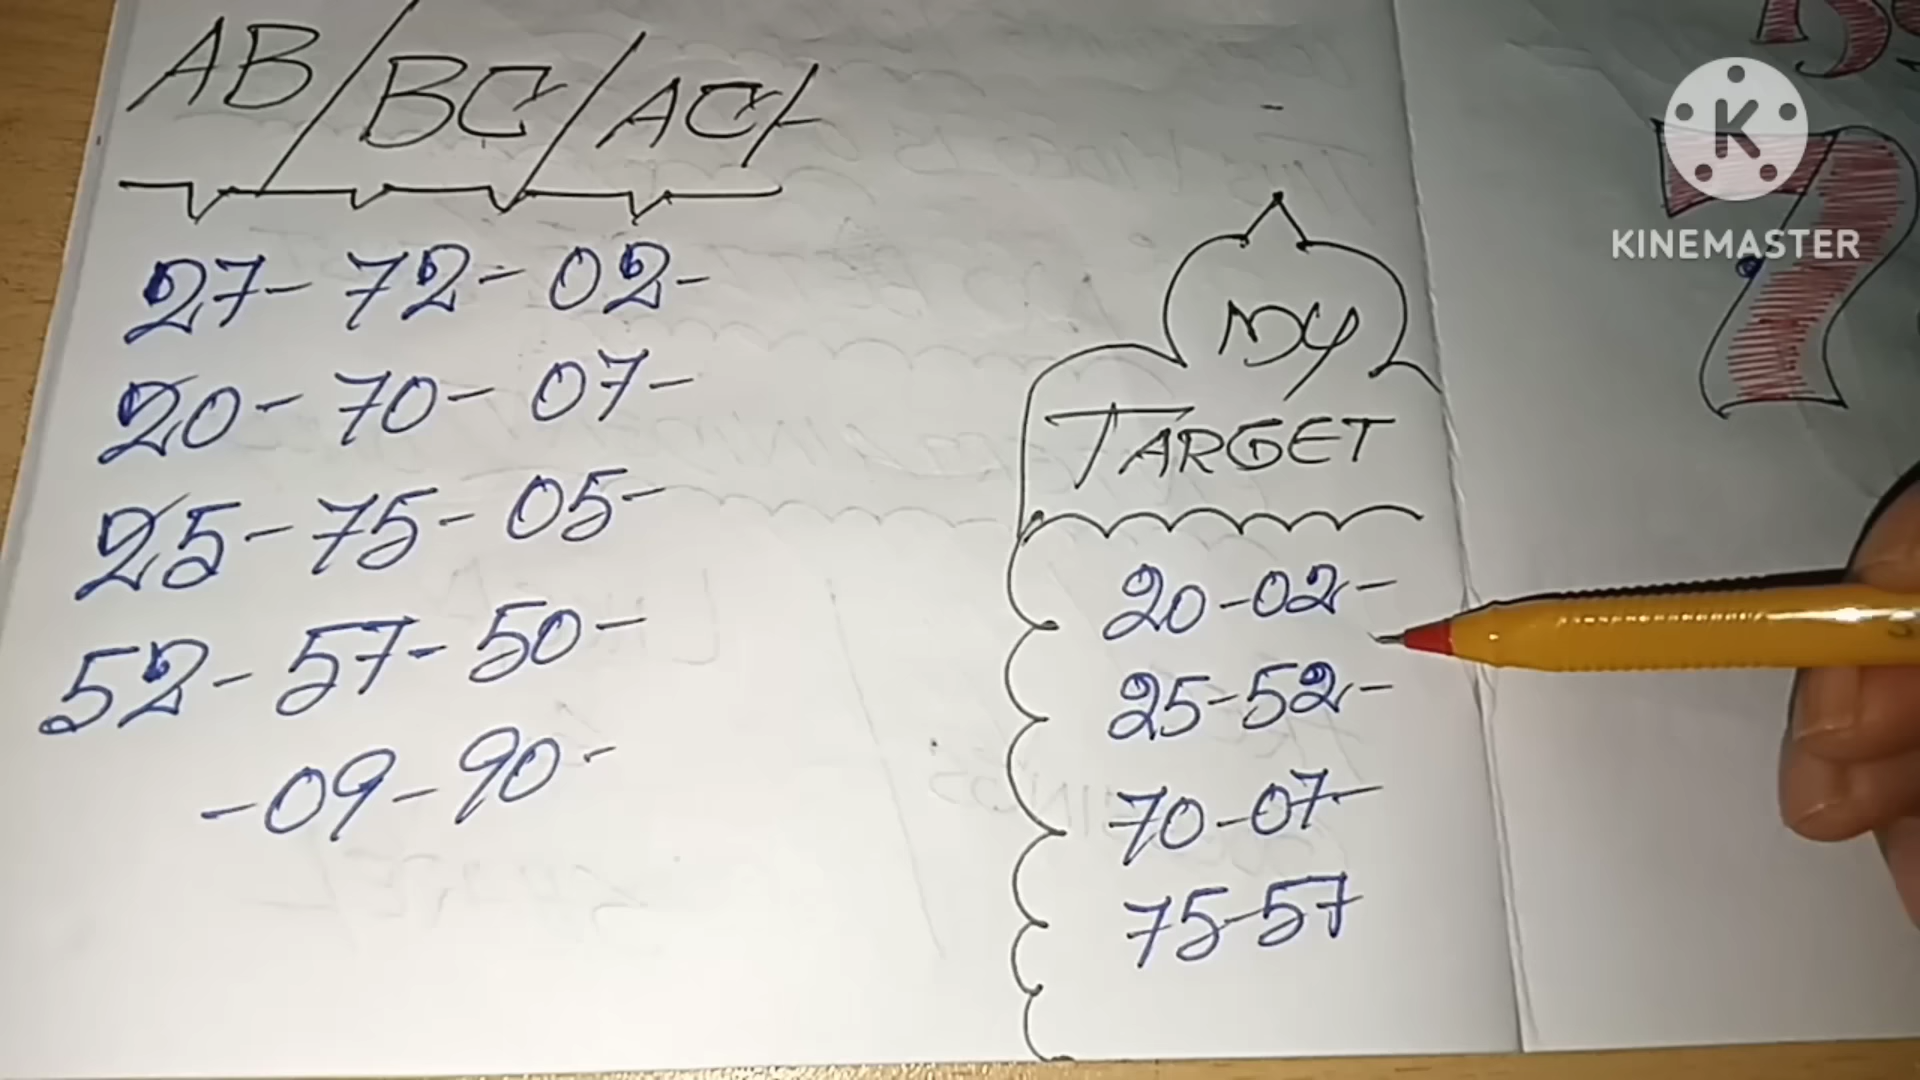 AB/BC/AC/-
27-72-02-
20-70-07-
25-75-05-
52-57-50-
-09-90-
MY
TARGET
20-02-
25-52-
70-07-
75-57
7
K
KINEMASTER